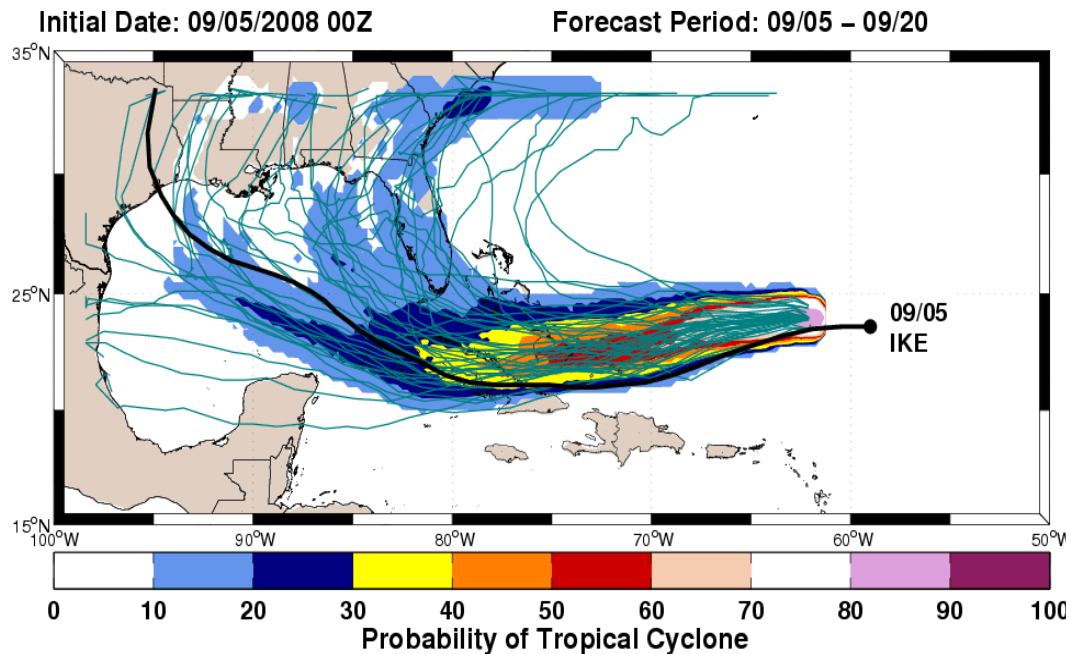 Initial Date: 09/05/2008 00Z Forecast Period: 09/05 – 09/20
35°N
25°N
09/05
IKE
15°N
100°W 90°W 80°W 70°W 60°W 50°W
0 10 20 30 40 50 60 70 80 90 100
Probability of Tropical Cyclone